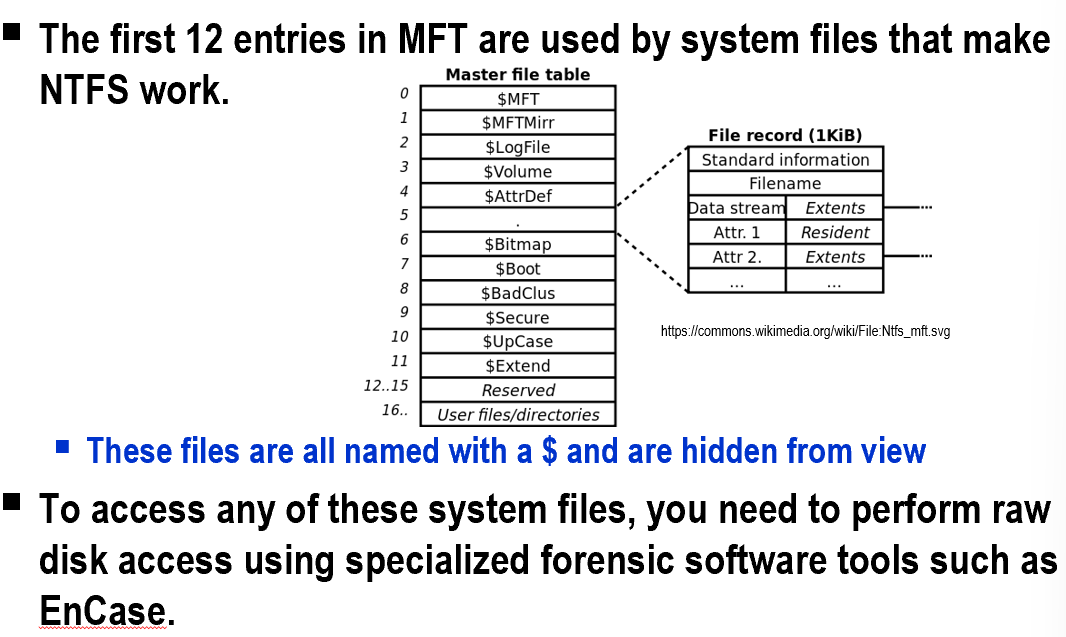 The first 12 entries in MFT are used by system files that make
NTFS work.
Master file table
0 $MFT
1 $MFTMirr
2 $LogFile
3 $Volume
4 $AttrDef
5 .
6 $Bitmap
7 $Boot
8 $BadClus
9 $Secure
10 $UpCase
11 $Extend
12..15 Reserved
16.. User files/directories
File record (1KiB)
Standard information
Filename
Data stream Extents
Attr. 1 Resident
Attr 2. Extents
... ...
https://commons.wikimedia.org/wiki/File:Ntfs_mft.svg
These files are all named with a $ and are hidden from view
To access any of these system files, you need to perform raw
disk access using specialized forensic software tools such as
EnCase.